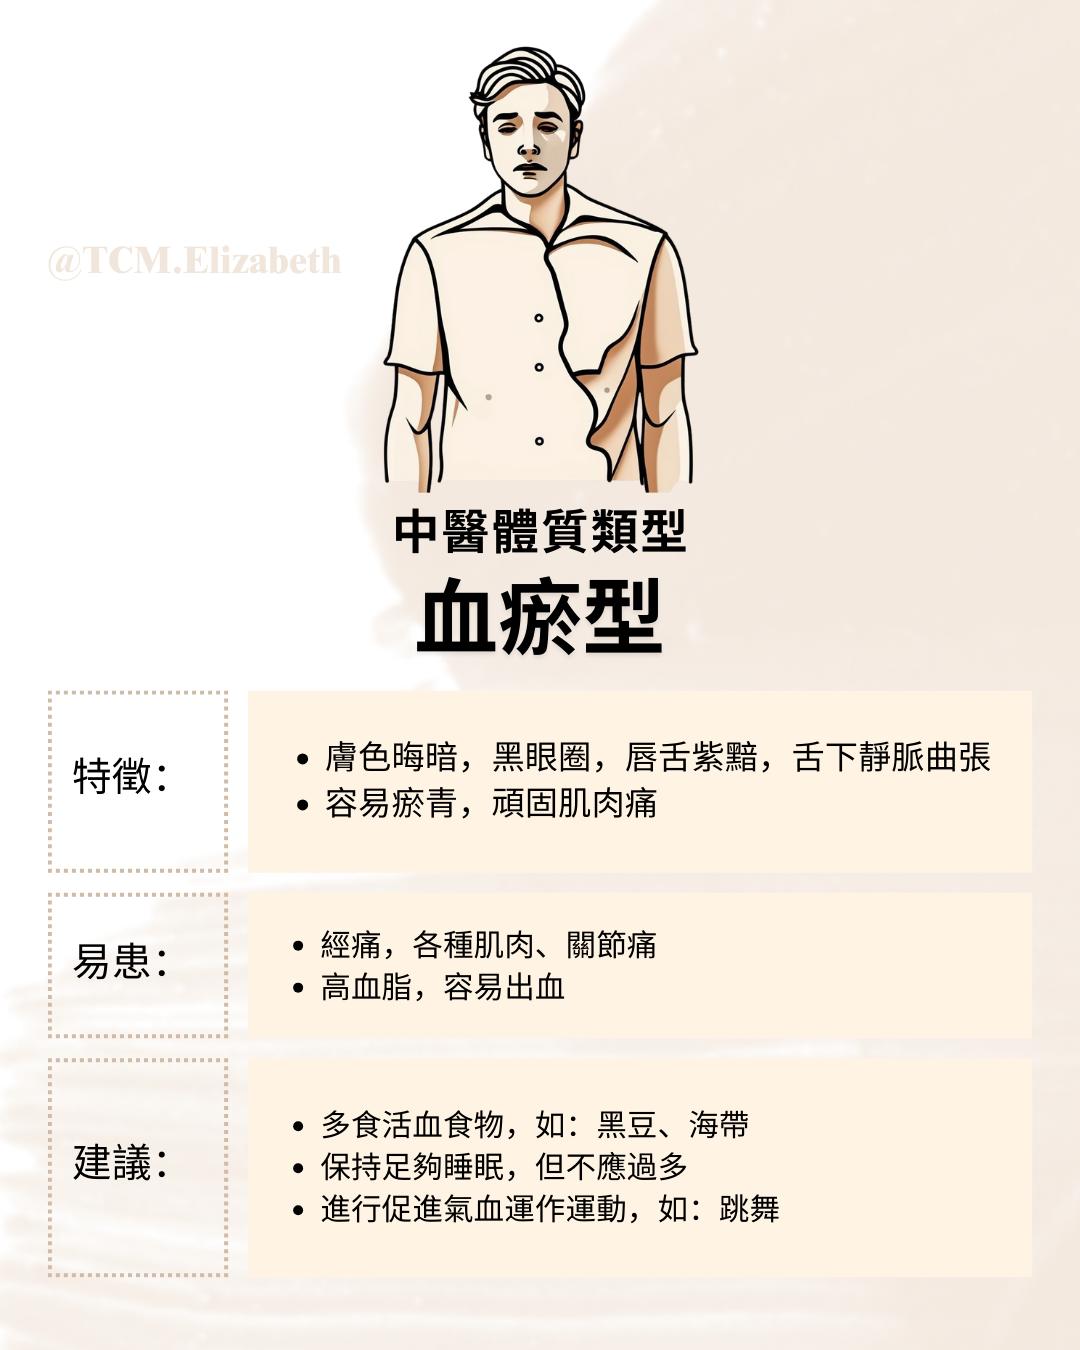 @TCM.Elizabeth
中醫體質類型
血瘀型
特徵：
• 膚色晦暗，黑眼圈，唇舌紫黯，舌下靜脈曲張
• 容易瘀青，頑固肌肉痛
易患：
• 經痛，各種肌肉、關節痛
• 高血脂，容易出血
建議：
• 多食活血食物，如：黑豆、海帶
• 保持足夠睡眠，但不應過多
• 進行促進氣血運作運動，如：跳舞